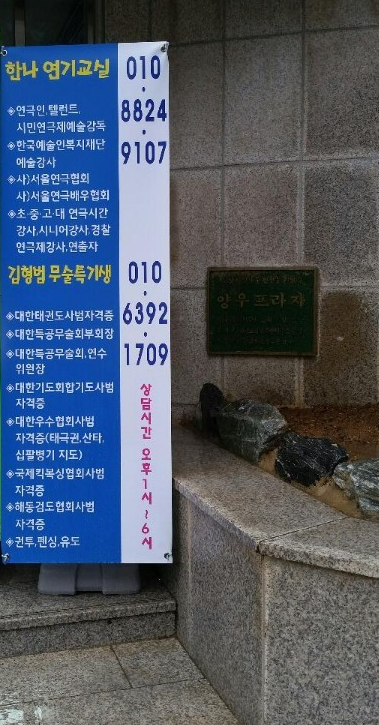 한나 연기교실
010
·
8824
·
9107
◈연극인, 텔런트,
시민연극제예술감독
◈한국예술인복지재단
예술강사
◈사)서울연극협회
◈사)서울연극배우협회
◈초·중·고·대 연극시간
강사,시니어강사,경찰
연극제강사,연출자
김형범 무술특기생
010
·
6392
·
1709
◈대한태권도사범자격증
◈대한특공무술회부회장
◈대한특공무술회,연수
위원장
◈대한기도회합기도사범
자격증
◈대한우수협회사범
자격증(태극권,산타,
십팔병기 지도)
◈국제킥복싱협회사범
자격증
◈해동검도협회사범
자격증
◈권투,펜싱,유도
상담시간 오후1시~6시
양우프라자